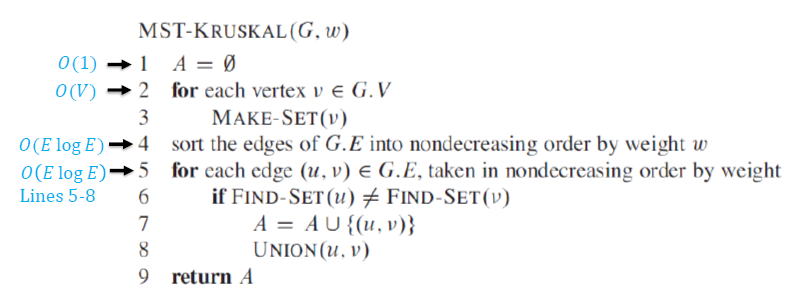 MST-KRUSKAL(G, w)
O(1) → 1 A = Ø
O(V) → 2 for each vertex v ∈ G.V
3 MAKE-SET(v)
O(E log E) → 4 sort the edges of G.E into nondecreasing order by weight w
O(E log E) → 5 for each edge (u, v) ∈ G.E, taken in nondecreasing order by weight
Lines 5-8 6 if FIND-SET(u) ≠ FIND-SET(v)
7 A = A ∪ {(u, v)}
8 UNION(u, v)
9 return A